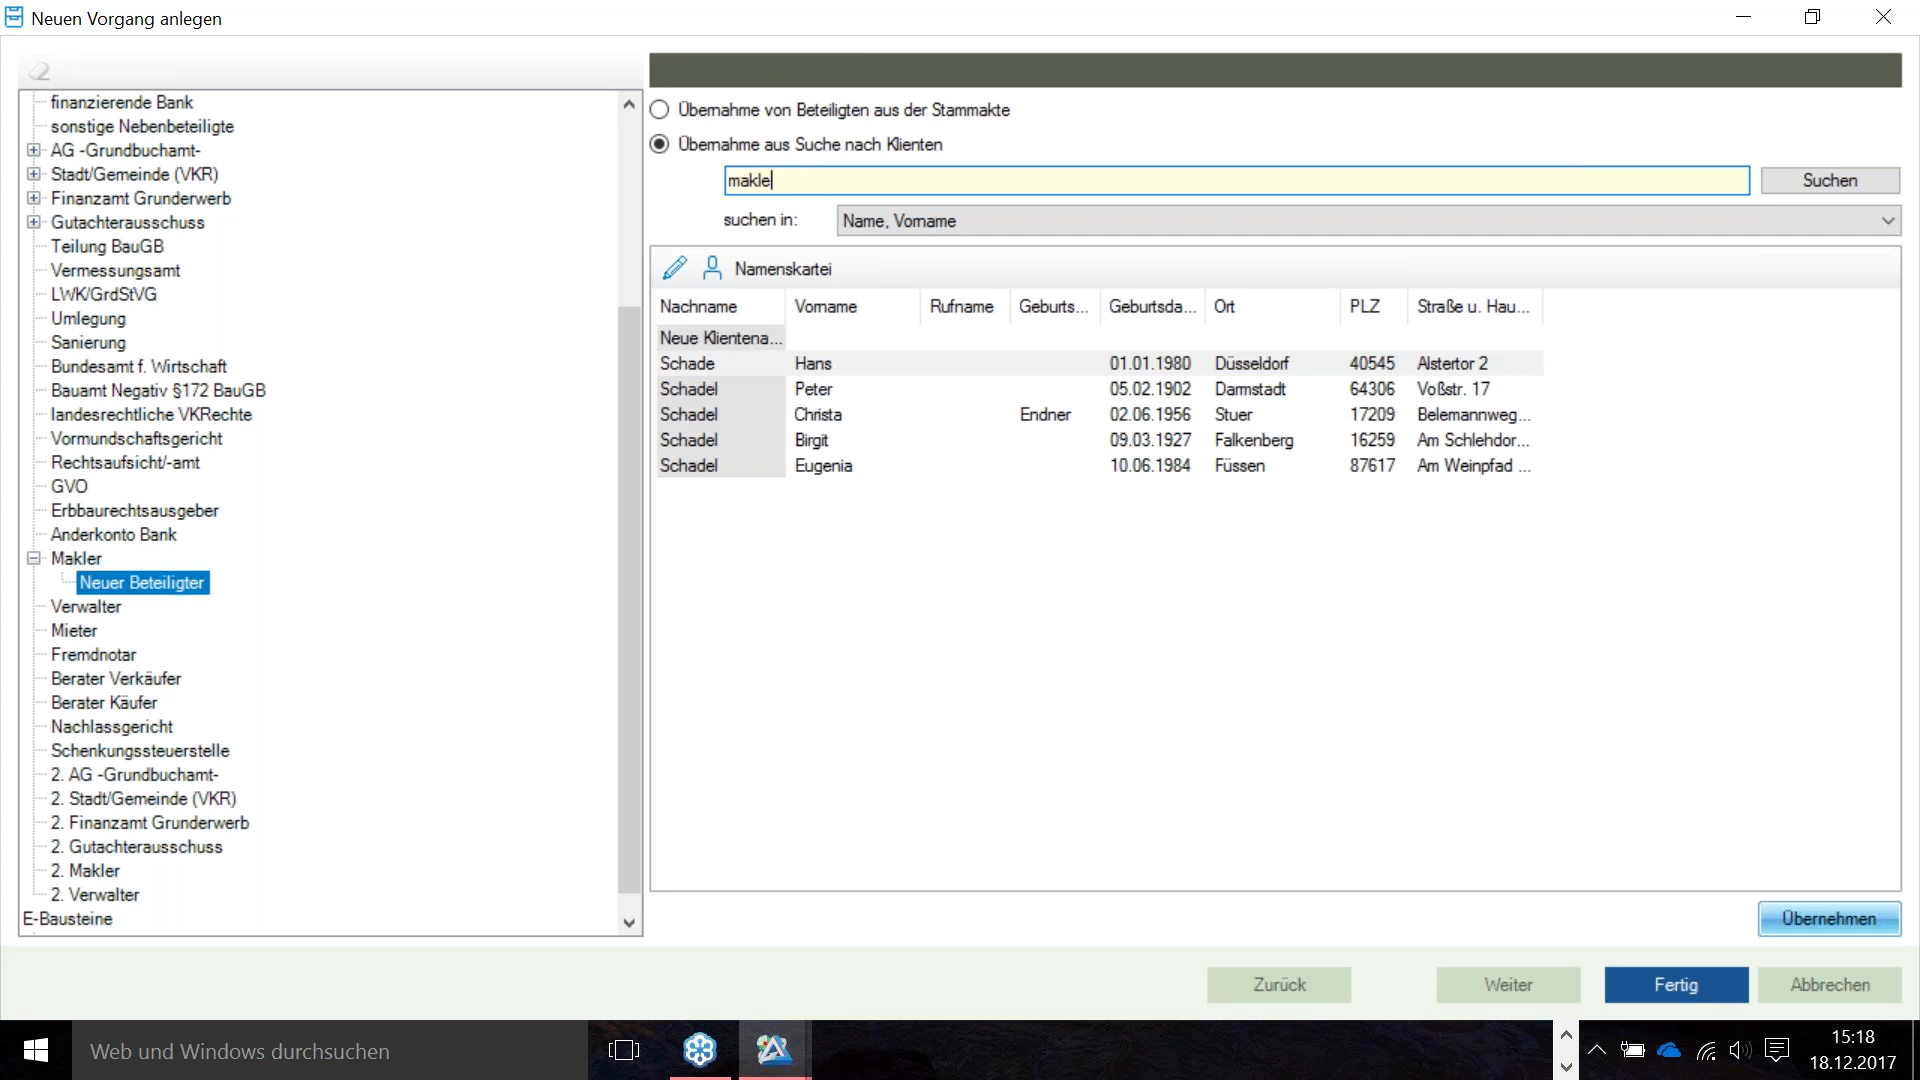 Neuen Vorgang anlegen
finanzierende Bank
sonstige Nebenbeteiligte
AG -Grundbuchamt-
Stadt/Gemeinde (VKR)
Finanzamt Grunderwerb
Gutachterausschuss
Teilung BauGB
Vermessungsamt
LWK/GrdStVG
Umlegung
Sanierung
Bundesamt f. Wirtschaft
Bauamt Negativ §172 BauGB
landesrechtliche VKRechte
Vormundschaftsgericht
Rechtsaufsicht/-amt
GVO
Erbbaurechtsausgeber
Anderkonto Bank
Makler
Neuer Beteiligter
Verwalter
Mieter
Fremdnotar
Berater Verkäufer
Berater Käufer
Nachlassgericht
Schenkungssteuerstelle
2. AG -Grundbuchamt-
2. Stadt/Gemeinde (VKR)
2. Finanzamt Grunderwerb
2. Gutachterausschuss
2. Makler
2. Verwalter
E-Bausteine
Übernahme von Beteiligten aus der Stammakte
Übernahme aus Suche nach Klienten
makle Suchen
suchen in: Name, Vorname
Namenskartei
Nachname Vorname Rufname Geburts... Geburtsda... Ort PLZ Straße u. Hau...
Neue Klientena...
Schade Hans 01.01.1980 Düsseldorf 40545 Alstertor 2
Schadel Peter 05.02.1902 Darmstadt 64306 Voßstr. 17
Schadel Christa Endner 02.06.1956 Stuer 17209 Belemannweg...
Schadel Birgit 09.03.1927 Falkenberg 16259 Am Schlehdor...
Schadel Eugenia 10.06.1984 Füssen 87617 Am Weinpfad ...
Übernehmen
Zurück Weiter Fertig Abbrechen
Web und Windows durchsuchen
15:18
18.12.2017